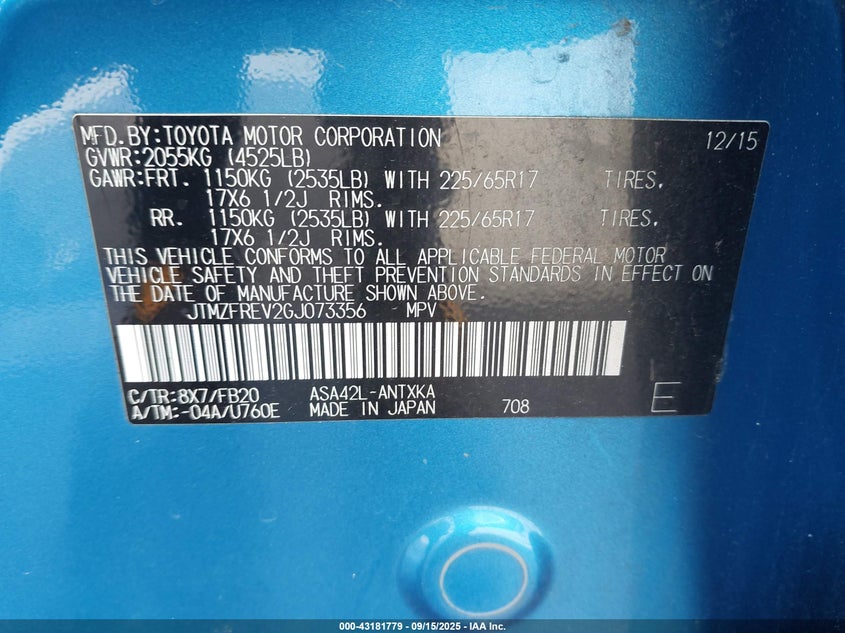 MFD.BY:TOYOTA MOTOR CORPORATION 12/15
GVWR:2055KG (4525LB)
GAWR:FRT. 1150KG (2535LB) WITH 225/65R17 TIRES,
17X6 1/2J RIMS.
RR. 1150KG (2535LB) WITH 225/65R17 TIRES,
17X6 1/2J RIMS.
THIS VEHICLE CONFORMS TO ALL APPLICABLE FEDERAL MOTOR
VEHICLE SAFETY AND THEFT PREVENTION STANDARDS IN EFFECT ON
THE DATE OF MANUFACTURE SHOWN ABOVE.
JTMZFREV2GJ073356 MPV
C/TR:8X7/FB20 ASA42L-ANTXKA
A/TM:-04A/U760E MADE IN JAPAN 708 E
000-43181779 - 09/15/2025 - IAA Inc.